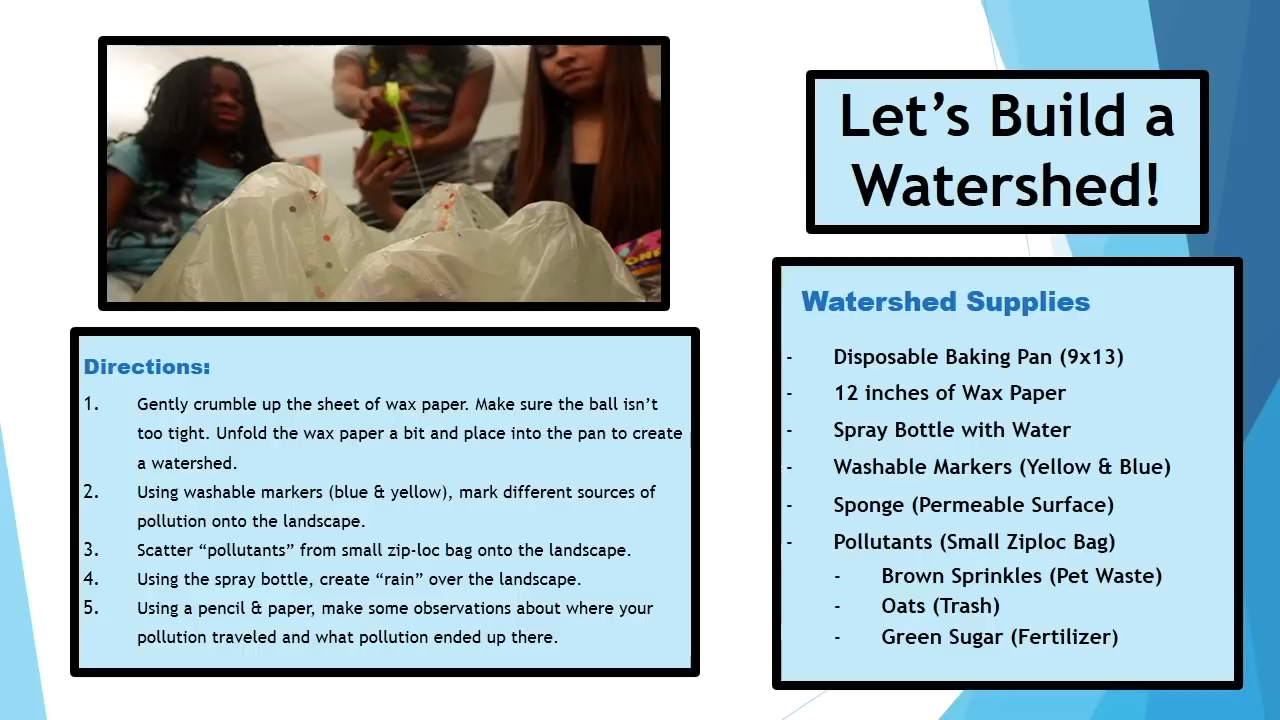 Let’s Build a
Watershed!
Directions:
1. Gently crumble up the sheet of wax paper. Make sure the ball isn’t
too tight. Unfold the wax paper a bit and place into the pan to create
a watershed.
2. Using washable markers (blue & yellow), mark different sources of
pollution onto the landscape.
3. Scatter “pollutants” from small zip-loc bag onto the landscape.
4. Using the spray bottle, create “rain” over the landscape.
5. Using a pencil & paper, make some observations about where your
pollution traveled and what pollution ended up there.
Watershed Supplies
- Disposable Baking Pan (9x13)
- 12 inches of Wax Paper
- Spray Bottle with Water
- Washable Markers (Yellow & Blue)
- Sponge (Permeable Surface)
- Pollutants (Small Ziploc Bag)
- Brown Sprinkles (Pet Waste)
- Oats (Trash)
- Green Sugar (Fertilizer)